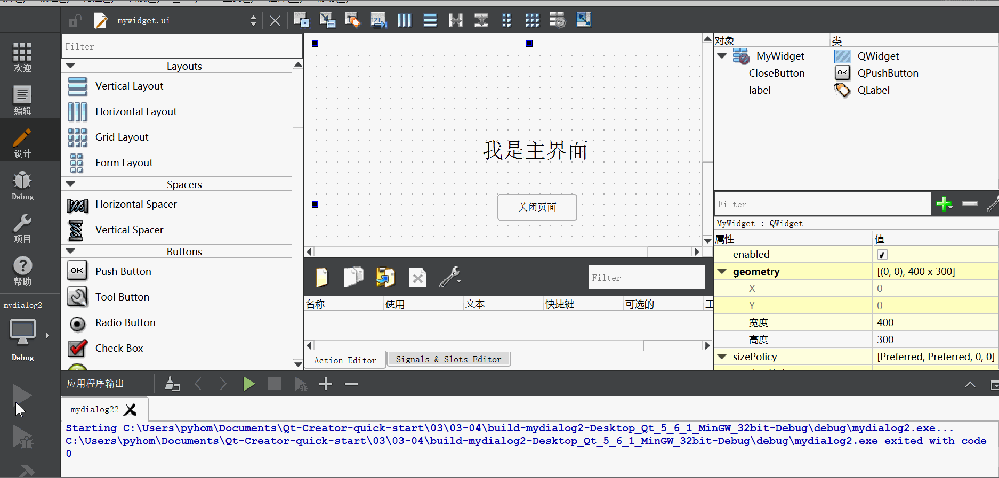 mywidget.ui
欢迎
编辑
设计
Debug
项目
帮助
mydialog2
Debug
Filter
Layouts
Vertical Layout
Horizontal Layout
Grid Layout
Form Layout
Spacers
Horizontal Spacer
Vertical Spacer
Buttons
OK Push Button
Tool Button
Radio Button
Check Box
我是主界面
关闭页面
Filter
名称 使用 文本 快捷键 可选的
Action Editor Signals & Slots Editor
对象 类
MyWidget QWidget
CloseButton OK QPushButton
label QLabel
Filter
MyWidget : QWidget
属性 值
enabled
geometry [(0, 0), 400 x 300]
X 0
Y 0
宽度 400
高度 300
sizePolicy [Preferred, Preferred, 0, 0]
应用程序输出
mydialog22
Starting C:\Users\pyhom\Documents\Qt-Creator-quick-start\03\03-04\build-mydialog2-Desktop_Qt_5_6_1_MinGW_32bit-Debug\debug\mydialog2.exe...
C:\Users\pyhom\Documents\Qt-Creator-quick-start\03\03-04\build-mydialog2-Desktop_Qt_5_6_1_MinGW_32bit-Debug\debug\mydialog2.exe exited with code
0